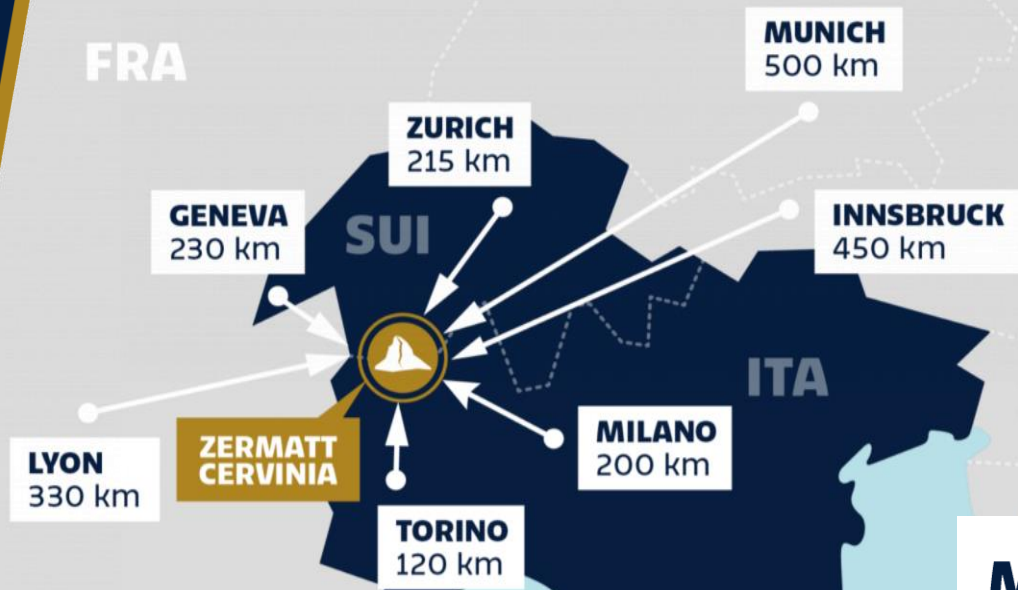 FRA
MUNICH
500 km
ZURICH
215 km
GENEVA
230 km
SUI
INNSBRUCK
450 km
ITA
ZERMATT
CERVINIA
MILANO
200 km
LYON
330 km
TORINO
120 km